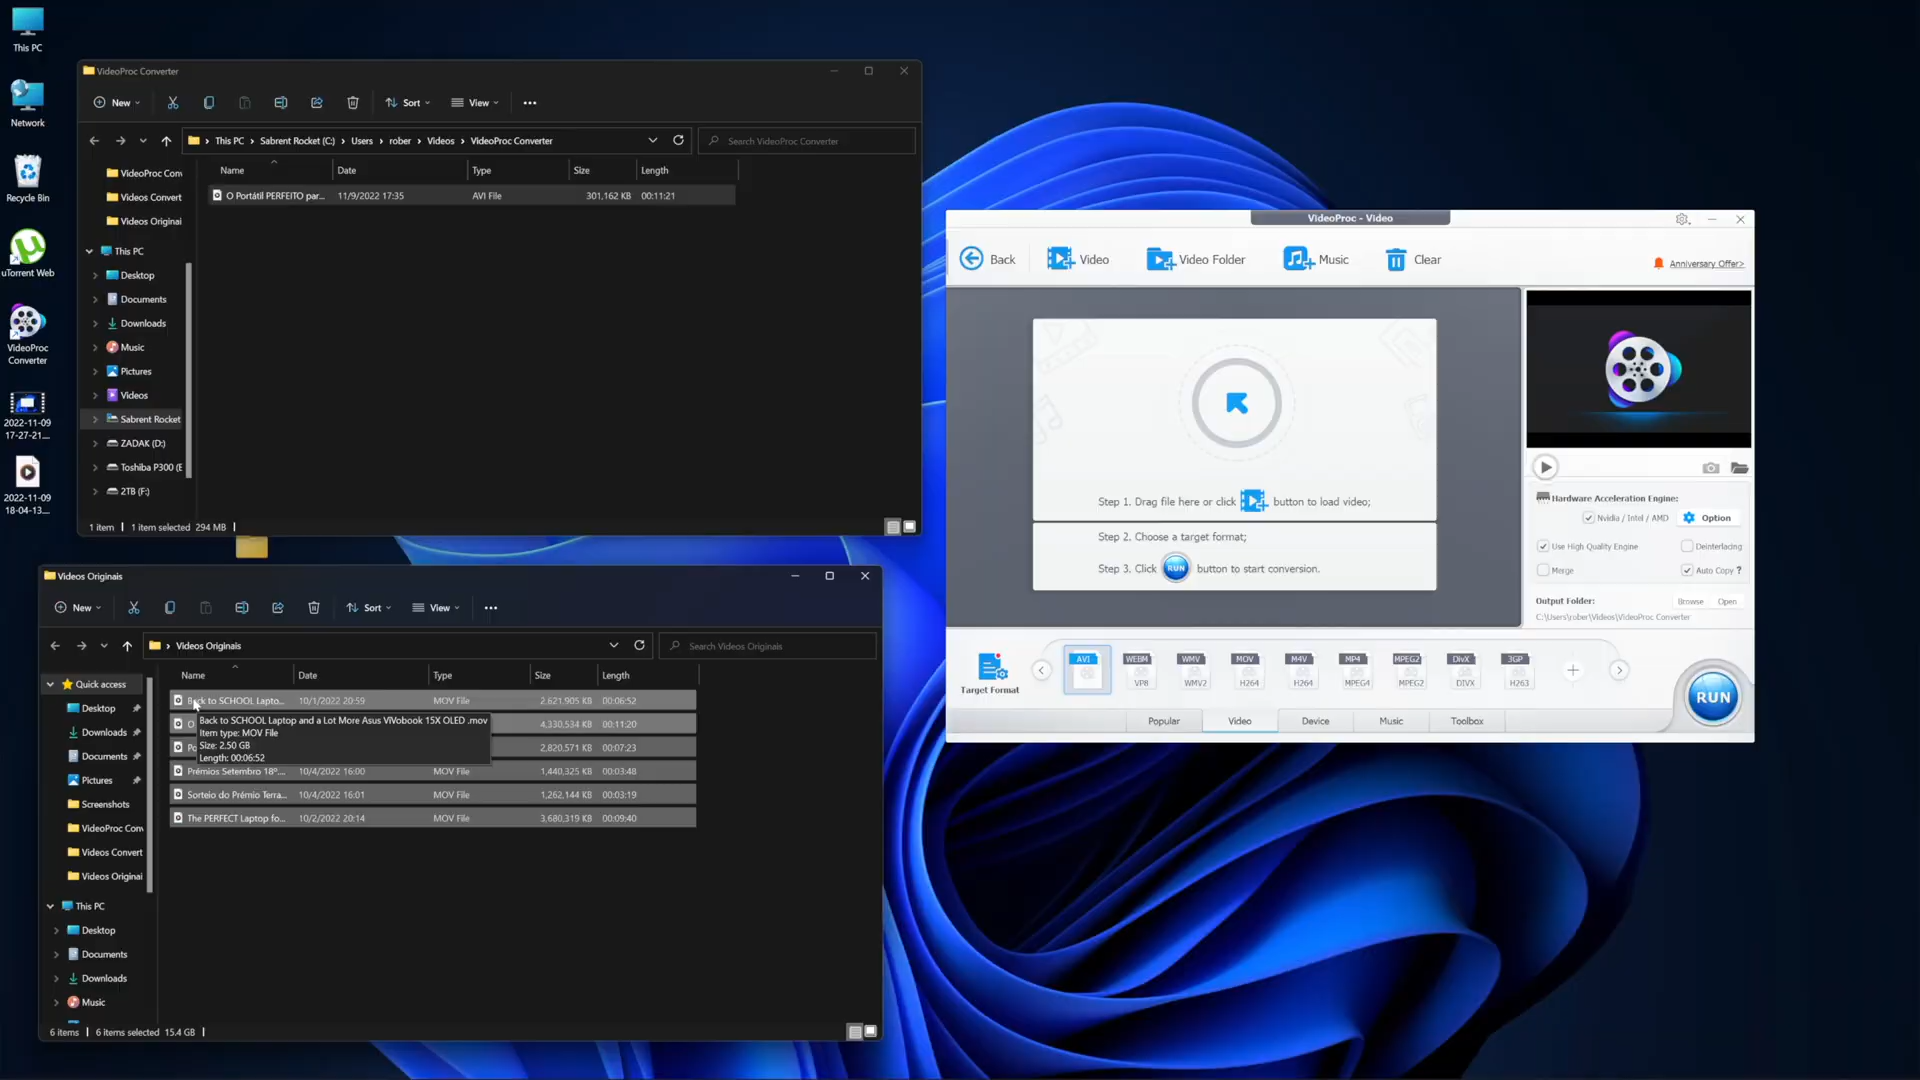 This PC
Network
Recycle Bin
uTorrent Web
VideoProc
Converter
2022-11-09
17-27-21...
2022-11-09
18-04-13...
VideoProc Converter
New
Sort
View
This PC > Sabrent Rocket (C:) > Users > rober > Videos > VideoProc Converter
Search VideoProc Converter
Name Date Type Size Length
O Portátil PERFEITO par... 11/9/2022 17:35 AVI File 301,162 KB 00:11:21
VideoProc Conv
Videos Convert
Videos Originai
This PC
Desktop
Documents
Downloads
Music
Pictures
Videos
Sabrent Rocket
ZADAK (D:)
Toshiba P300 (E
2TB (F:)
1 item 1 item selected 294 MB
Videos Originais
New
Sort
View
> Videos Originais
Search Videos Originais
Name Date Type Size Length
Back to SCHOOL Lapto... 10/1/2022 20:59 MOV File 2,621,905 KB 00:06:52
O 4,330,534 KB 00:11:20
Po 2,820,571 KB 00:07:23
Prémios Setembro 18º... 10/4/2022 16:00 MOV File 1,440,325 KB 00:03:48
Sorteio do Prémio Terra... 10/4/2022 16:01 MOV File 1,262,144 KB 00:03:19
The PERFECT Laptop fo... 10/2/2022 20:14 MOV File 3,680,319 KB 00:09:40
Back to SCHOOL Laptop and a Lot More Asus ViVobook 15X OLED .mov
Item type: MOV File
Size: 2,50 GB
Length: 00:06:52
Quick access
Desktop
Downloads
Documents
Pictures
Screenshots
VideoProc Conv
Videos Convert
Videos Originai
This PC
Desktop
Documents
Downloads
Music
6 items 6 items selected 15.4 GB
VideoProc - Video
Back
Video
Video Folder
Music
Clear
Anniversary Offer>
Step 1. Drag file here or click button to load video;
Step 2. Choose a target format;
Step 3. Click RUN button to start conversion.
Hardware Acceleration Engine:
Nvidia / Intel / AMD Option
Use High Quality Engine Deinterlacing
Merge Auto Copy ?
Output Folder: Browse Open
C:\Users\rober\Videos\VideoProc Converter
Target Format
AVI
WEBM VP8
WMV WMV2
MOV H264
M4V H264
MP4 MPEG4
MPEG2 MPEG2
DivX DIVX
3GP H263
RUN
Popular Video Device Music Toolbox